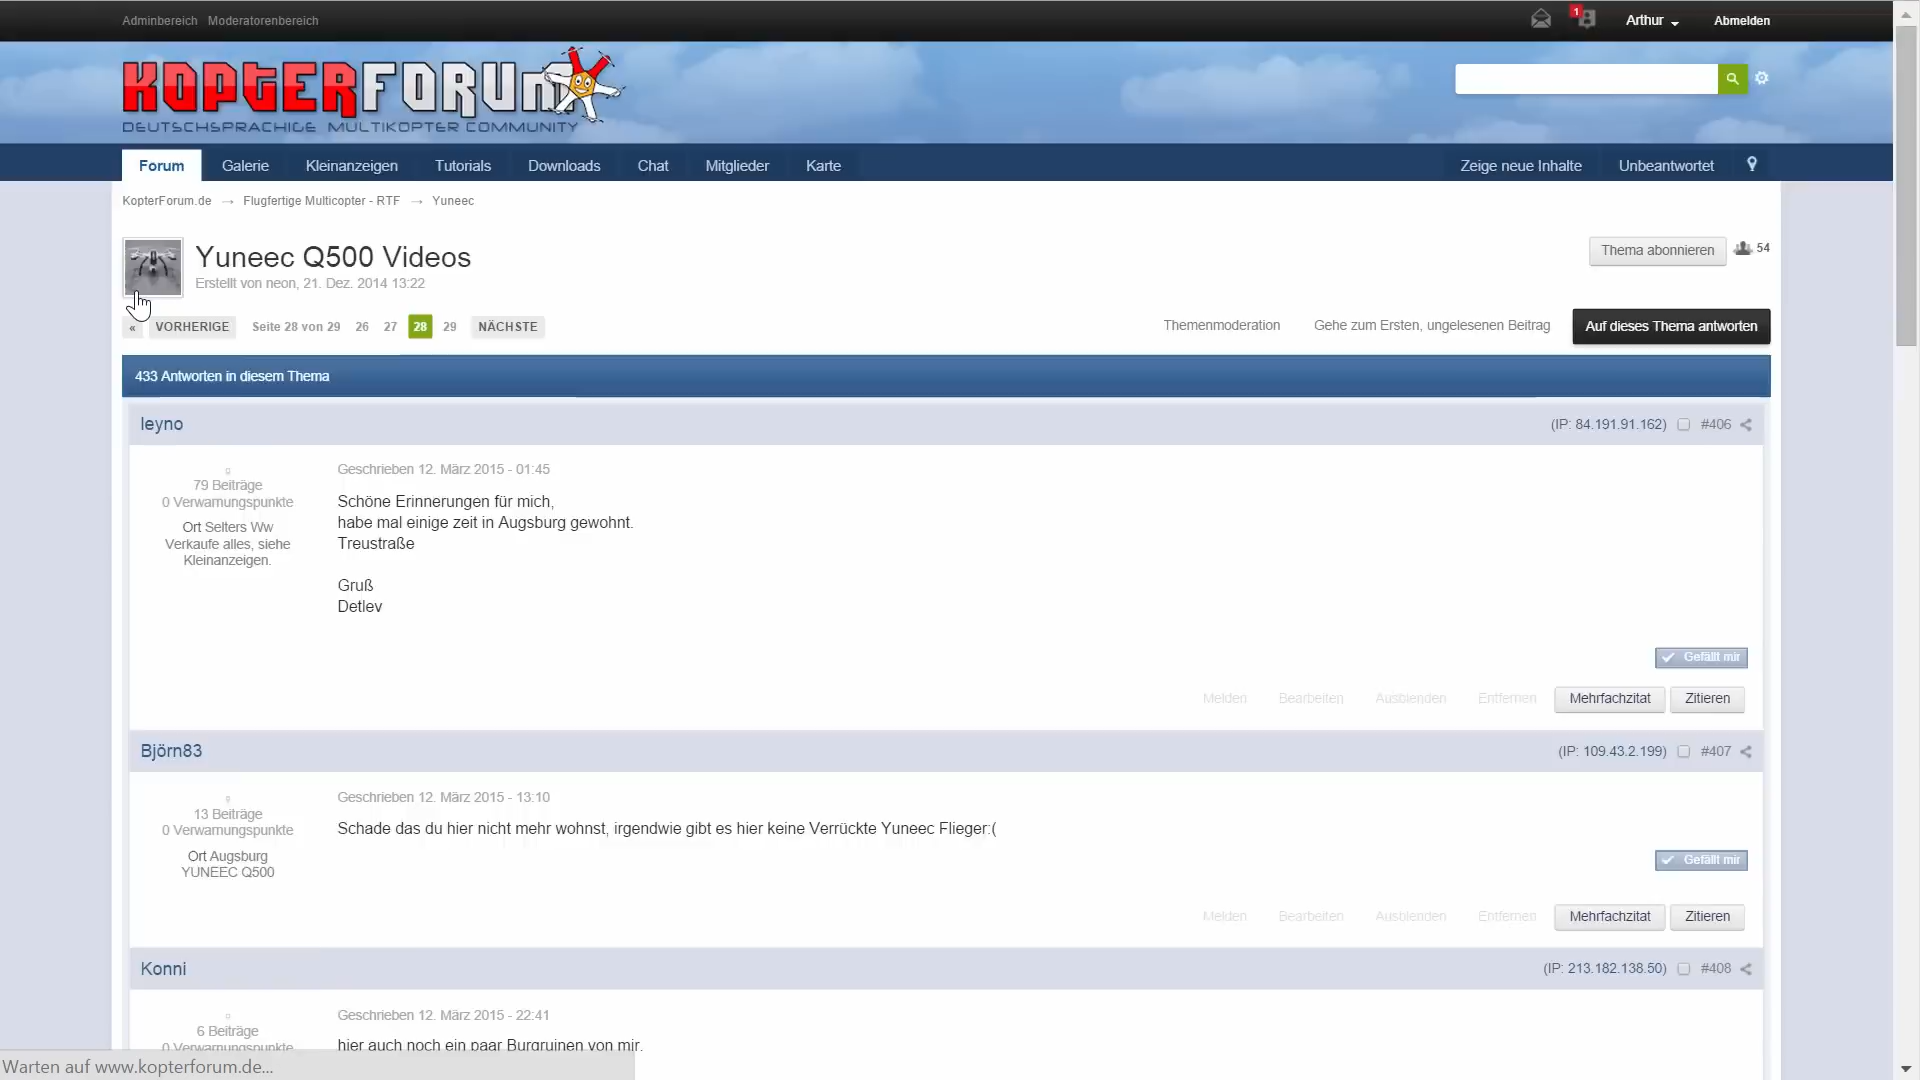 Adminbereich Moderatorenbereich
1
Arthur
Abmelden
KOPTERFORUM
DEUTSCHSPRACHIGE MULTIKOPTER COMMUNITY
Forum Galerie Kleinanzeigen Tutorials Downloads Chat Mitglieder Karte Zeige neue Inhalte Unbeantwortet
KopterForum.de → Flugfertige Multicopter - RTF → Yuneec
Yuneec Q500 Videos
Thema abonnieren 54
Erstellt von neon, 21. Dez. 2014 13:22
« VORHERIGE Seite 28 von 29 26 27 28 29 NÄCHSTE
Themenmoderation Gehe zum Ersten, ungelesenen Beitrag Auf dieses Thema antworten
433 Antworten in diesem Thema
leyno (IP: 84.191.91.162) #406
Geschrieben 12. März 2015 - 01:45
79 Beiträge
0 Verwarnungspunkte
Ort Selters Ww
Verkaufe alles, siehe
Kleinanzeigen.
Schöne Erinnerungen für mich,
habe mal einige zeit in Augsburg gewohnt.
Treustraße
Gruß
Detlev
Gefällt mir
Melden Bearbeiten Ausblenden Entfernen Mehrfachzitat Zitieren
Björn83 (IP: 109.43.2.199) #407
Geschrieben 12. März 2015 - 13:10
13 Beiträge
0 Verwarnungspunkte
Ort Augsburg
YUNEEC Q500
Schade das du hier nicht mehr wohnst, irgendwie gibt es hier keine Verrückte Yuneec Flieger:(
Gefällt mir
Melden Bearbeiten Ausblenden Entfernen Mehrfachzitat Zitieren
Konni (IP: 213.182.138.50) #408
Geschrieben 12. März 2015 - 22:41
6 Beiträge
0 Verwarnungspunkte
hier auch noch ein paar Burgruinen von mir.
Warten auf www.kopterforum.de...